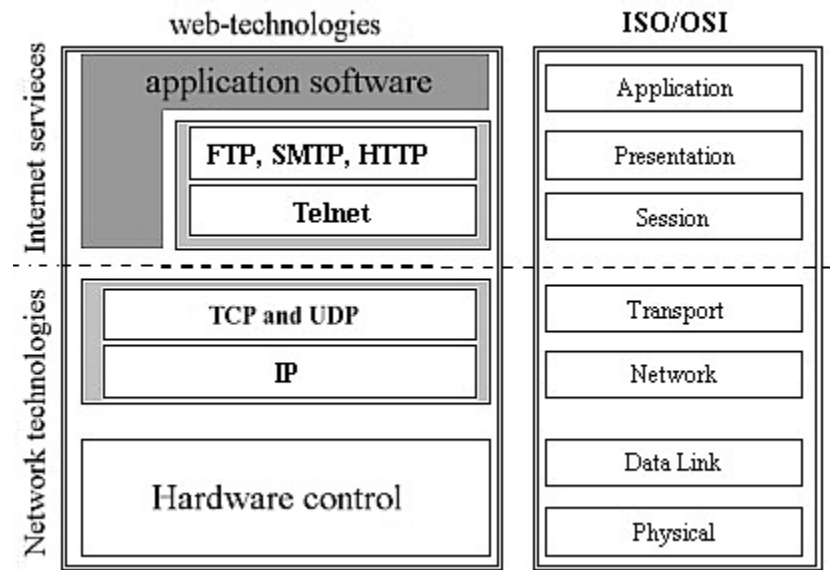 web-technologies
ISO/OSI
Internet servieces
application software
FTP, SMTP, HTTP
Telnet
Application
Presentation
Session
Network technologies
TCP and UDP
IP
Hardware control
Transport
Network
Data Link
Physical